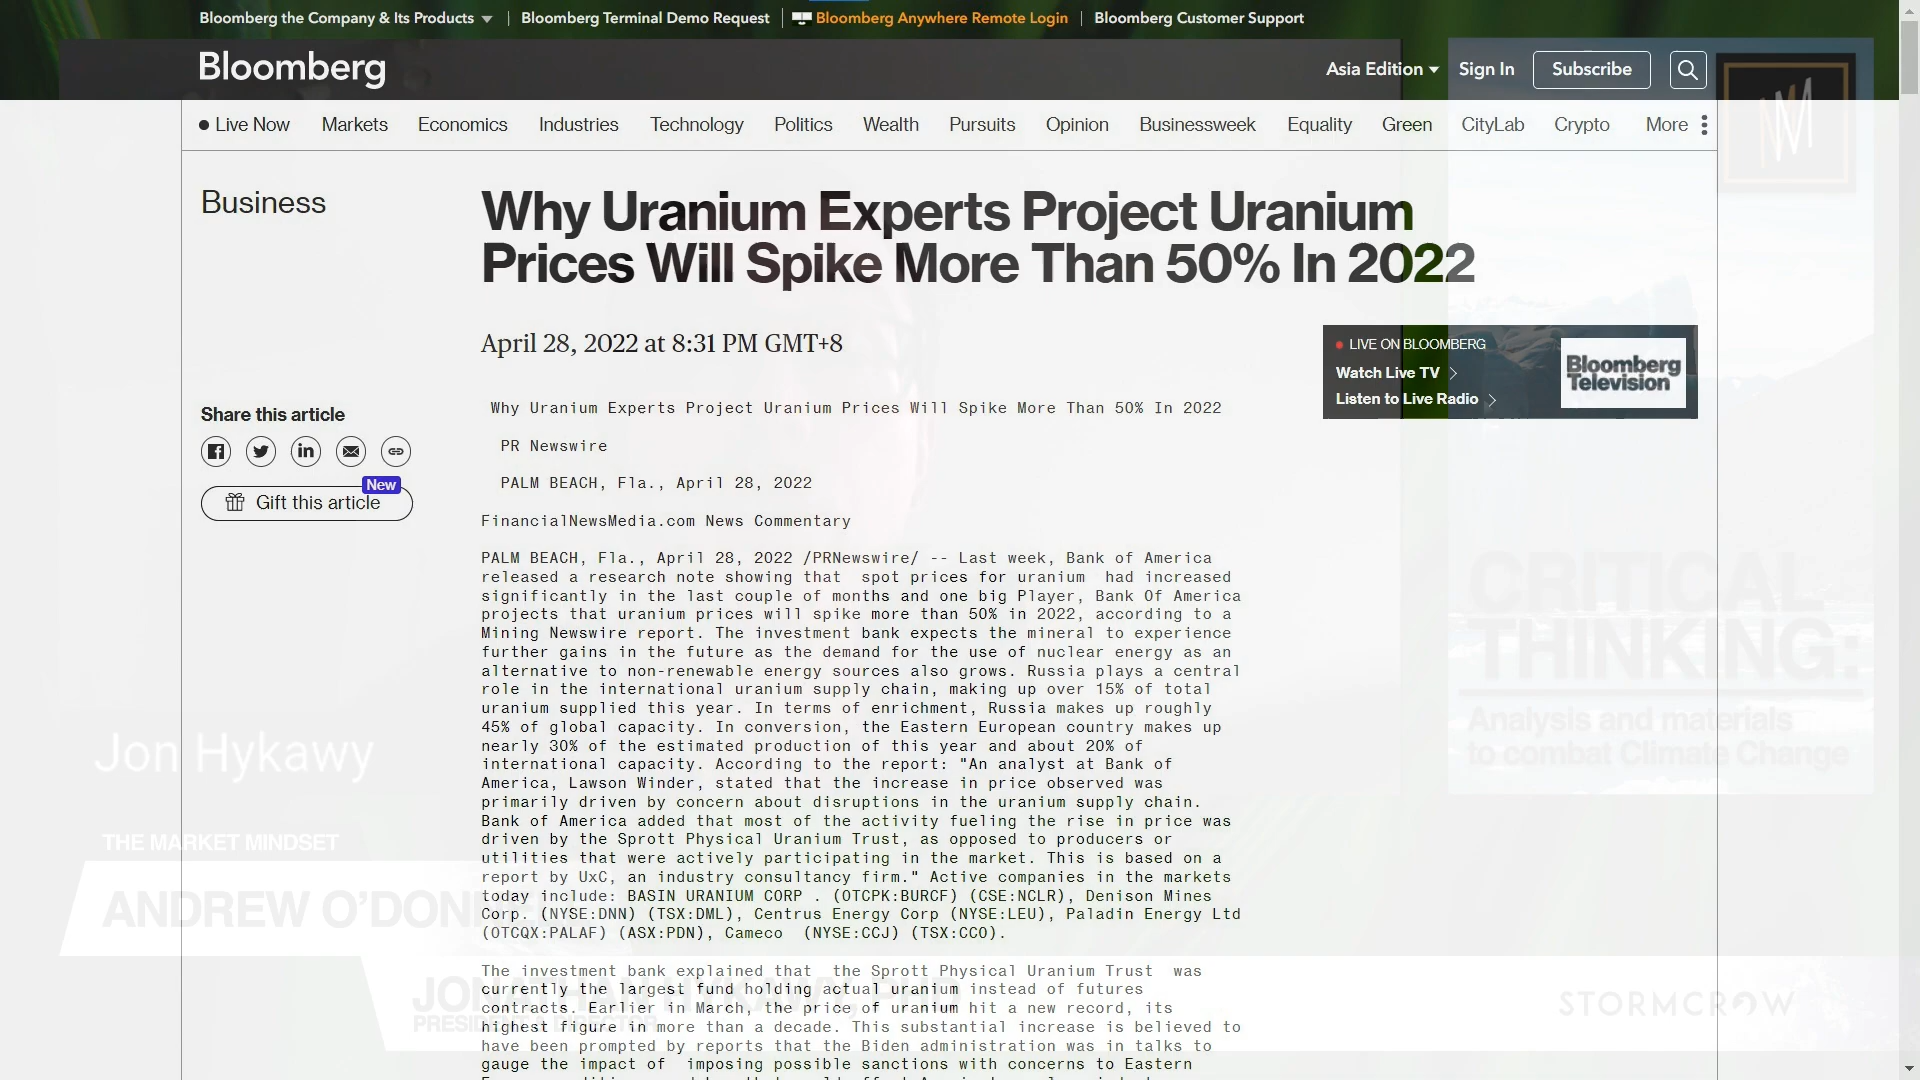 Bloomberg the Company & Its Products
Bloomberg Terminal Demo Request
Bloomberg Anywhere Remote Login
Bloomberg Customer Support
Bloomberg
Asia Edition
Sign In
Subscribe
Live Now
Markets
Economics
Industries
Technology
Politics
Wealth
Pursuits
Opinion
Businessweek
Equality
Green
CityLab
Crypto
More
Business
Why Uranium Experts Project Uranium
Prices Will Spike More Than 50% In 2022
April 28, 2022 at 8:31 PM GMT+8
LIVE ON BLOOMBERG
Watch Live TV
Listen to Live Radio
Bloomberg
Television
Share this article
New
Gift this article
Why Uranium Experts Project Uranium Prices Will Spike More Than 50% In 2022
PR Newswire
PALM BEACH, Fla., April 28, 2022
FinancialNewsMedia.com News Commentary
PALM BEACH, Fla., April 28, 2022 /PRNewswire/ -- Last week, Bank of America
released a research note showing that spot prices for uranium had increased
significantly in the last couple of months and one big Player, Bank Of America
projects that uranium prices will spike more than 50% in 2022, according to a
Mining Newswire report. The investment bank expects the mineral to experience
further gains in the future as the demand for the use of nuclear energy as an
alternative to non-renewable energy sources also grows. Russia plays a central
role in the international uranium supply chain, making up over 15% of total
uranium supplied this year. In terms of enrichment, Russia makes up roughly
45% of global capacity. In conversion, the Eastern European country makes up
nearly 30% of the estimated production of this year and about 20% of
international capacity. According to the report: "An analyst at Bank of
America, Lawson Winder, stated that the increase in price observed was
primarily driven by concern about disruptions in the uranium supply chain.
Bank of America added that most of the activity fueling the rise in price was
driven by the Sprott Physical Uranium Trust, as opposed to producers or
utilities that were actively participating in the market. This is based on a
report by UxC, an industry consultancy firm." Active companies in the markets
today include: BASIN URANIUM CORP . (OTCPK:BURCF) (CSE:NCLR), Denison Mines
Corp. (NYSE:DNN) (TSX:DML), Centrus Energy Corp (NYSE:LEU), Paladin Energy Ltd
(OTCQX:PALAF) (ASX:PDN), Cameco (NYSE:CCJ) (TSX:CCO).
The investment bank explained that the Sprott Physical Uranium Trust was
currently the largest fund holding actual uranium instead of futures
contracts. Earlier in March, the price of uranium hit a new record, its
highest figure in more than a decade. This substantial increase is believed to
have been prompted by reports that the Biden administration was in talks to
gauge the impact of imposing possible sanctions with concerns to Eastern
CRITICAL
THINKING:
Analysis and materials
to combat Climate Change
Jon Hykawy
THE MARKET MINDSET
ANDREW O'DON
JONATHAN HYKAWY, PHD
PRESIDENT & DIRECTOR
STORMCROW